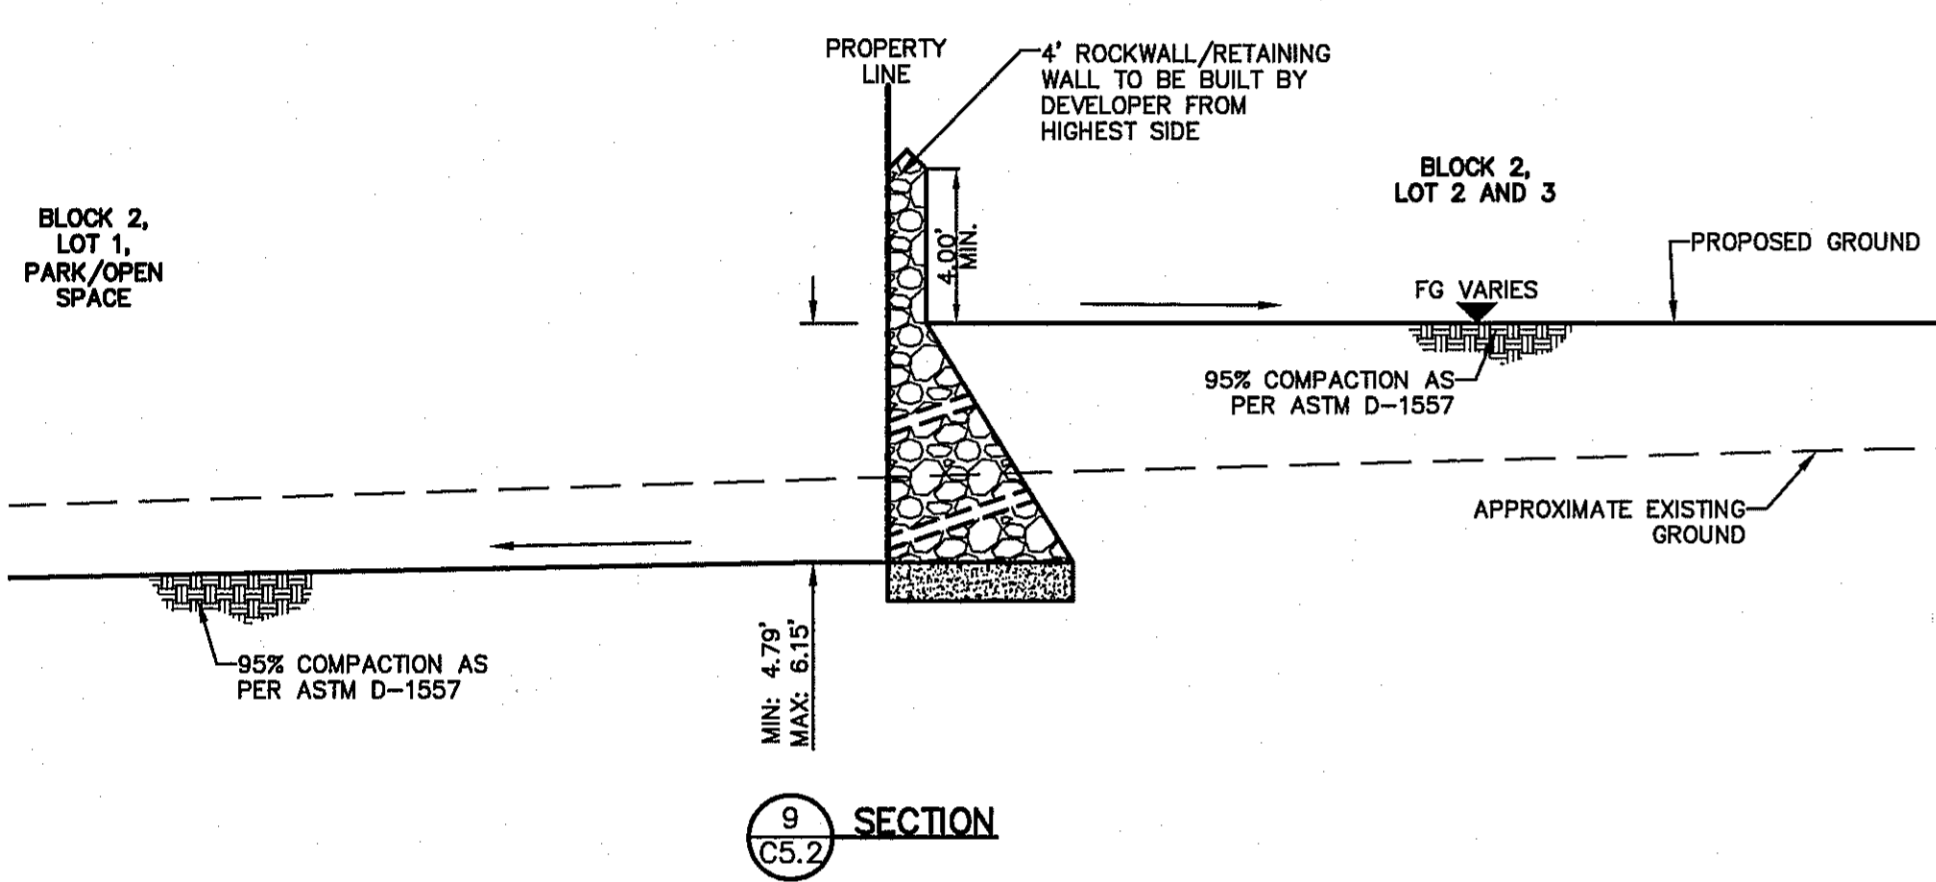 PROPERTY
LINE
4' ROCKWALL/RETAINING
WALL TO BE BUILT BY
DEVELOPER FROM
HIGHEST SIDE
BLOCK 2,
LOT 2 AND 3
BLOCK 2,
LOT 1,
PARK/OPEN
SPACE
4.00'
MIN.
PROPOSED GROUND
FG VARIES
95% COMPACTION AS
PER ASTM D-1557
APPROXIMATE EXISTING
GROUND
95% COMPACTION AS
PER ASTM D-1557
MIN: 4.79'
MAX: 6.15'
9
C5.2
SECTION